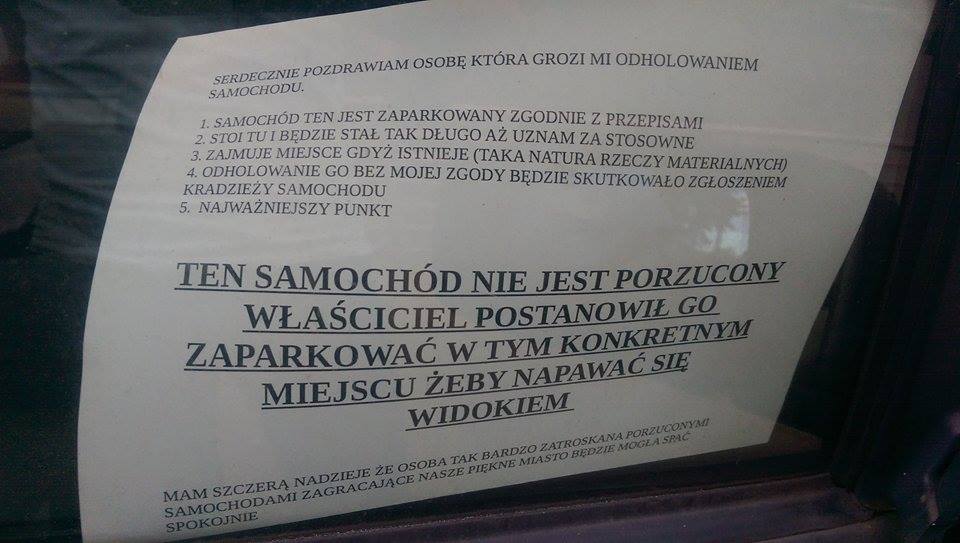 SERDECZNIE POZDRAWIAM OSOBĘ KTÓRA GROZI MI ODHOLOWANIEM
SAMOCHODU.
1. SAMOCHÓD TEN JEST ZAPARKOWANY ZGODNIE Z PRZEPISAMI
2. STOI TU I BĘDZIE STAŁ TAK DŁUGO AŻ UZNAM ZA STOSOWNE
3. ZAJMUJE MIEJSCE GDYŻ ISTNIEJE (TAKA NATURA RZECZY MATERIALNYCH)
4. ODHOLOWANIE GO BEZ MOJEJ ZGODY BĘDZIE SKUTKOWAŁO ZGŁOSZENIEM
KRADZIEŻY SAMOCHODU
5. NAJWAŻNIEJSZY PUNKT
TEN SAMOCHÓD NIE JEST PORZUCONY
WŁAŚCICIEL POSTANOWIŁ GO
ZAPARKOWAĆ W TYM KONKRETNYM
MIEJSCU ŻEBY NAPAWAĆ SIĘ
WIDOKIEM
MAM SZCZERĄ NADZIEJE ŻE OSOBA TAK BARDZO ZATROSKANA PORZUCONYMI
SAMOCHODAMI ZAGRACAJĄCE NASZE PIĘKNE MIASTO BĘDZIE MOGŁA SPAĆ
SPOKOJNIE